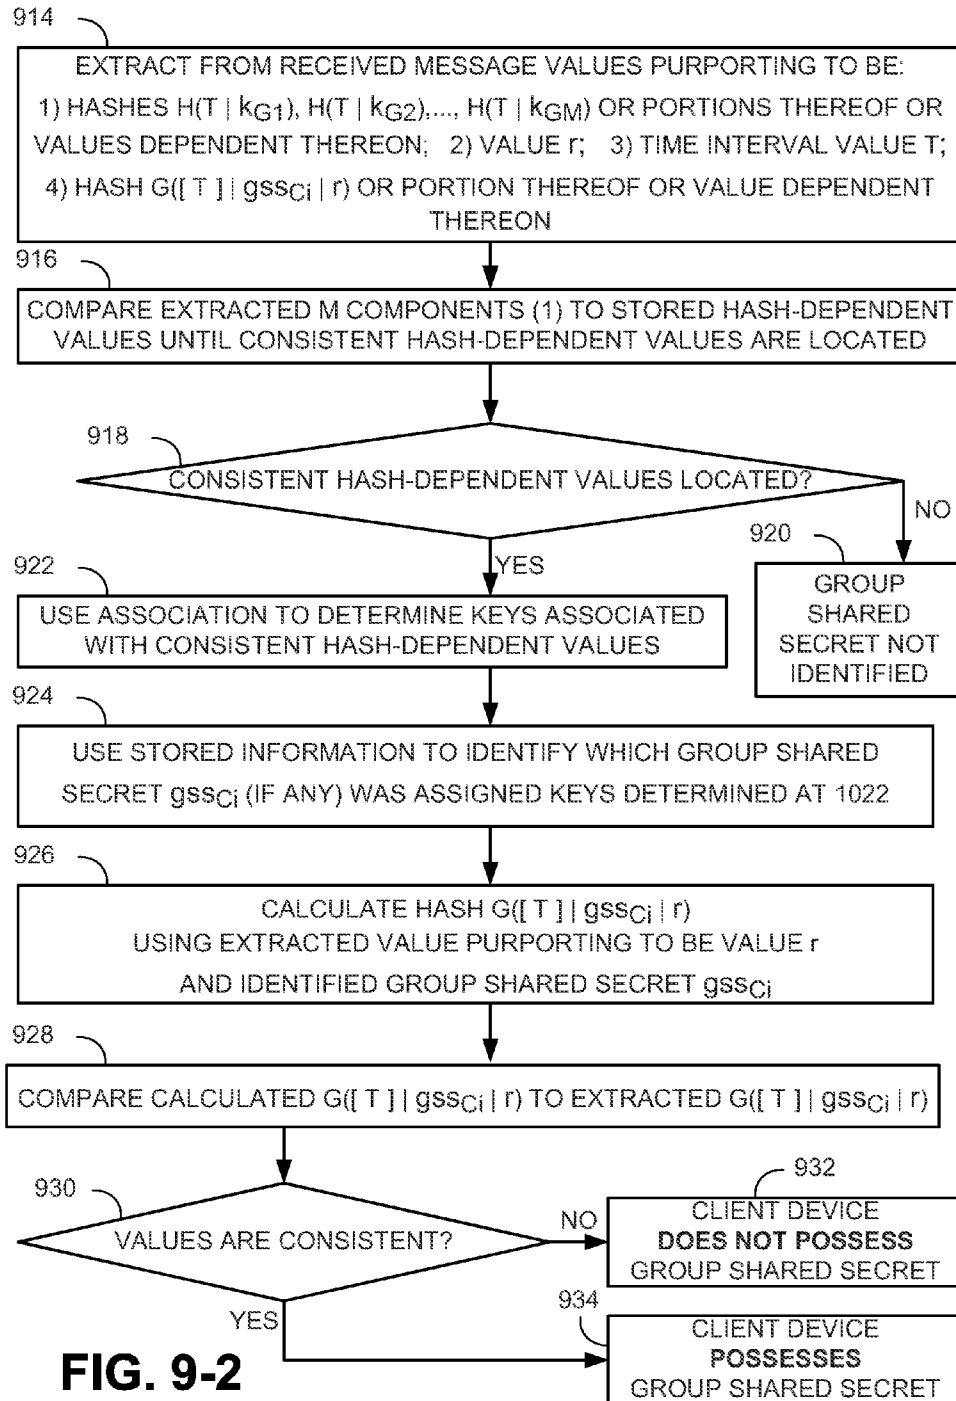 914
EXTRACT FROM RECEIVED MESSAGE VALUES PURPORTING TO BE:
1) HASHES H(T | kG1), H(T | kG2),..., H(T | kGM) OR PORTIONS THEREOF OR
VALUES DEPENDENT THEREON; 2) VALUE r; 3) TIME INTERVAL VALUE T;
4) HASH G([ T ] | gssCi | r) OR PORTION THEREOF OR VALUE DEPENDENT
THEREON
916
COMPARE EXTRACTED M COMPONENTS (1) TO STORED HASH-DEPENDENT
VALUES UNTIL CONSISTENT HASH-DEPENDENT VALUES ARE LOCATED
918
CONSISTENT HASH-DEPENDENT VALUES LOCATED?
NO
YES
920
GROUP
SHARED
SECRET NOT
IDENTIFIED
922
USE ASSOCIATION TO DETERMINE KEYS ASSOCIATED
WITH CONSISTENT HASH-DEPENDENT VALUES
924
USE STORED INFORMATION TO IDENTIFY WHICH GROUP SHARED
SECRET gssCi (IF ANY) WAS ASSIGNED KEYS DETERMINED AT 1022
926
CALCULATE HASH G([ T ] | gssCi | r)
USING EXTRACTED VALUE PURPORTING TO BE VALUE r
AND IDENTIFIED GROUP SHARED SECRET gssCi
928
COMPARE CALCULATED G([ T ] | gssCi | r) TO EXTRACTED G([ T ] | gssCi | r)
930
VALUES ARE CONSISTENT?
NO
932
CLIENT DEVICE
DOES NOT POSSESS
GROUP SHARED SECRET
YES
934
CLIENT DEVICE
POSSESSES
GROUP SHARED SECRET
FIG. 9-2